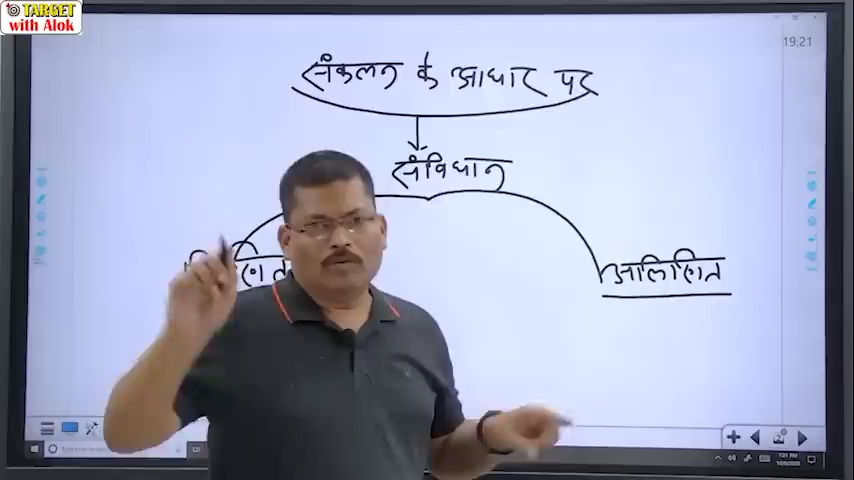 TARGET
with Alok
19:21
संकलन के आधार पर
संविधान
अलिखित